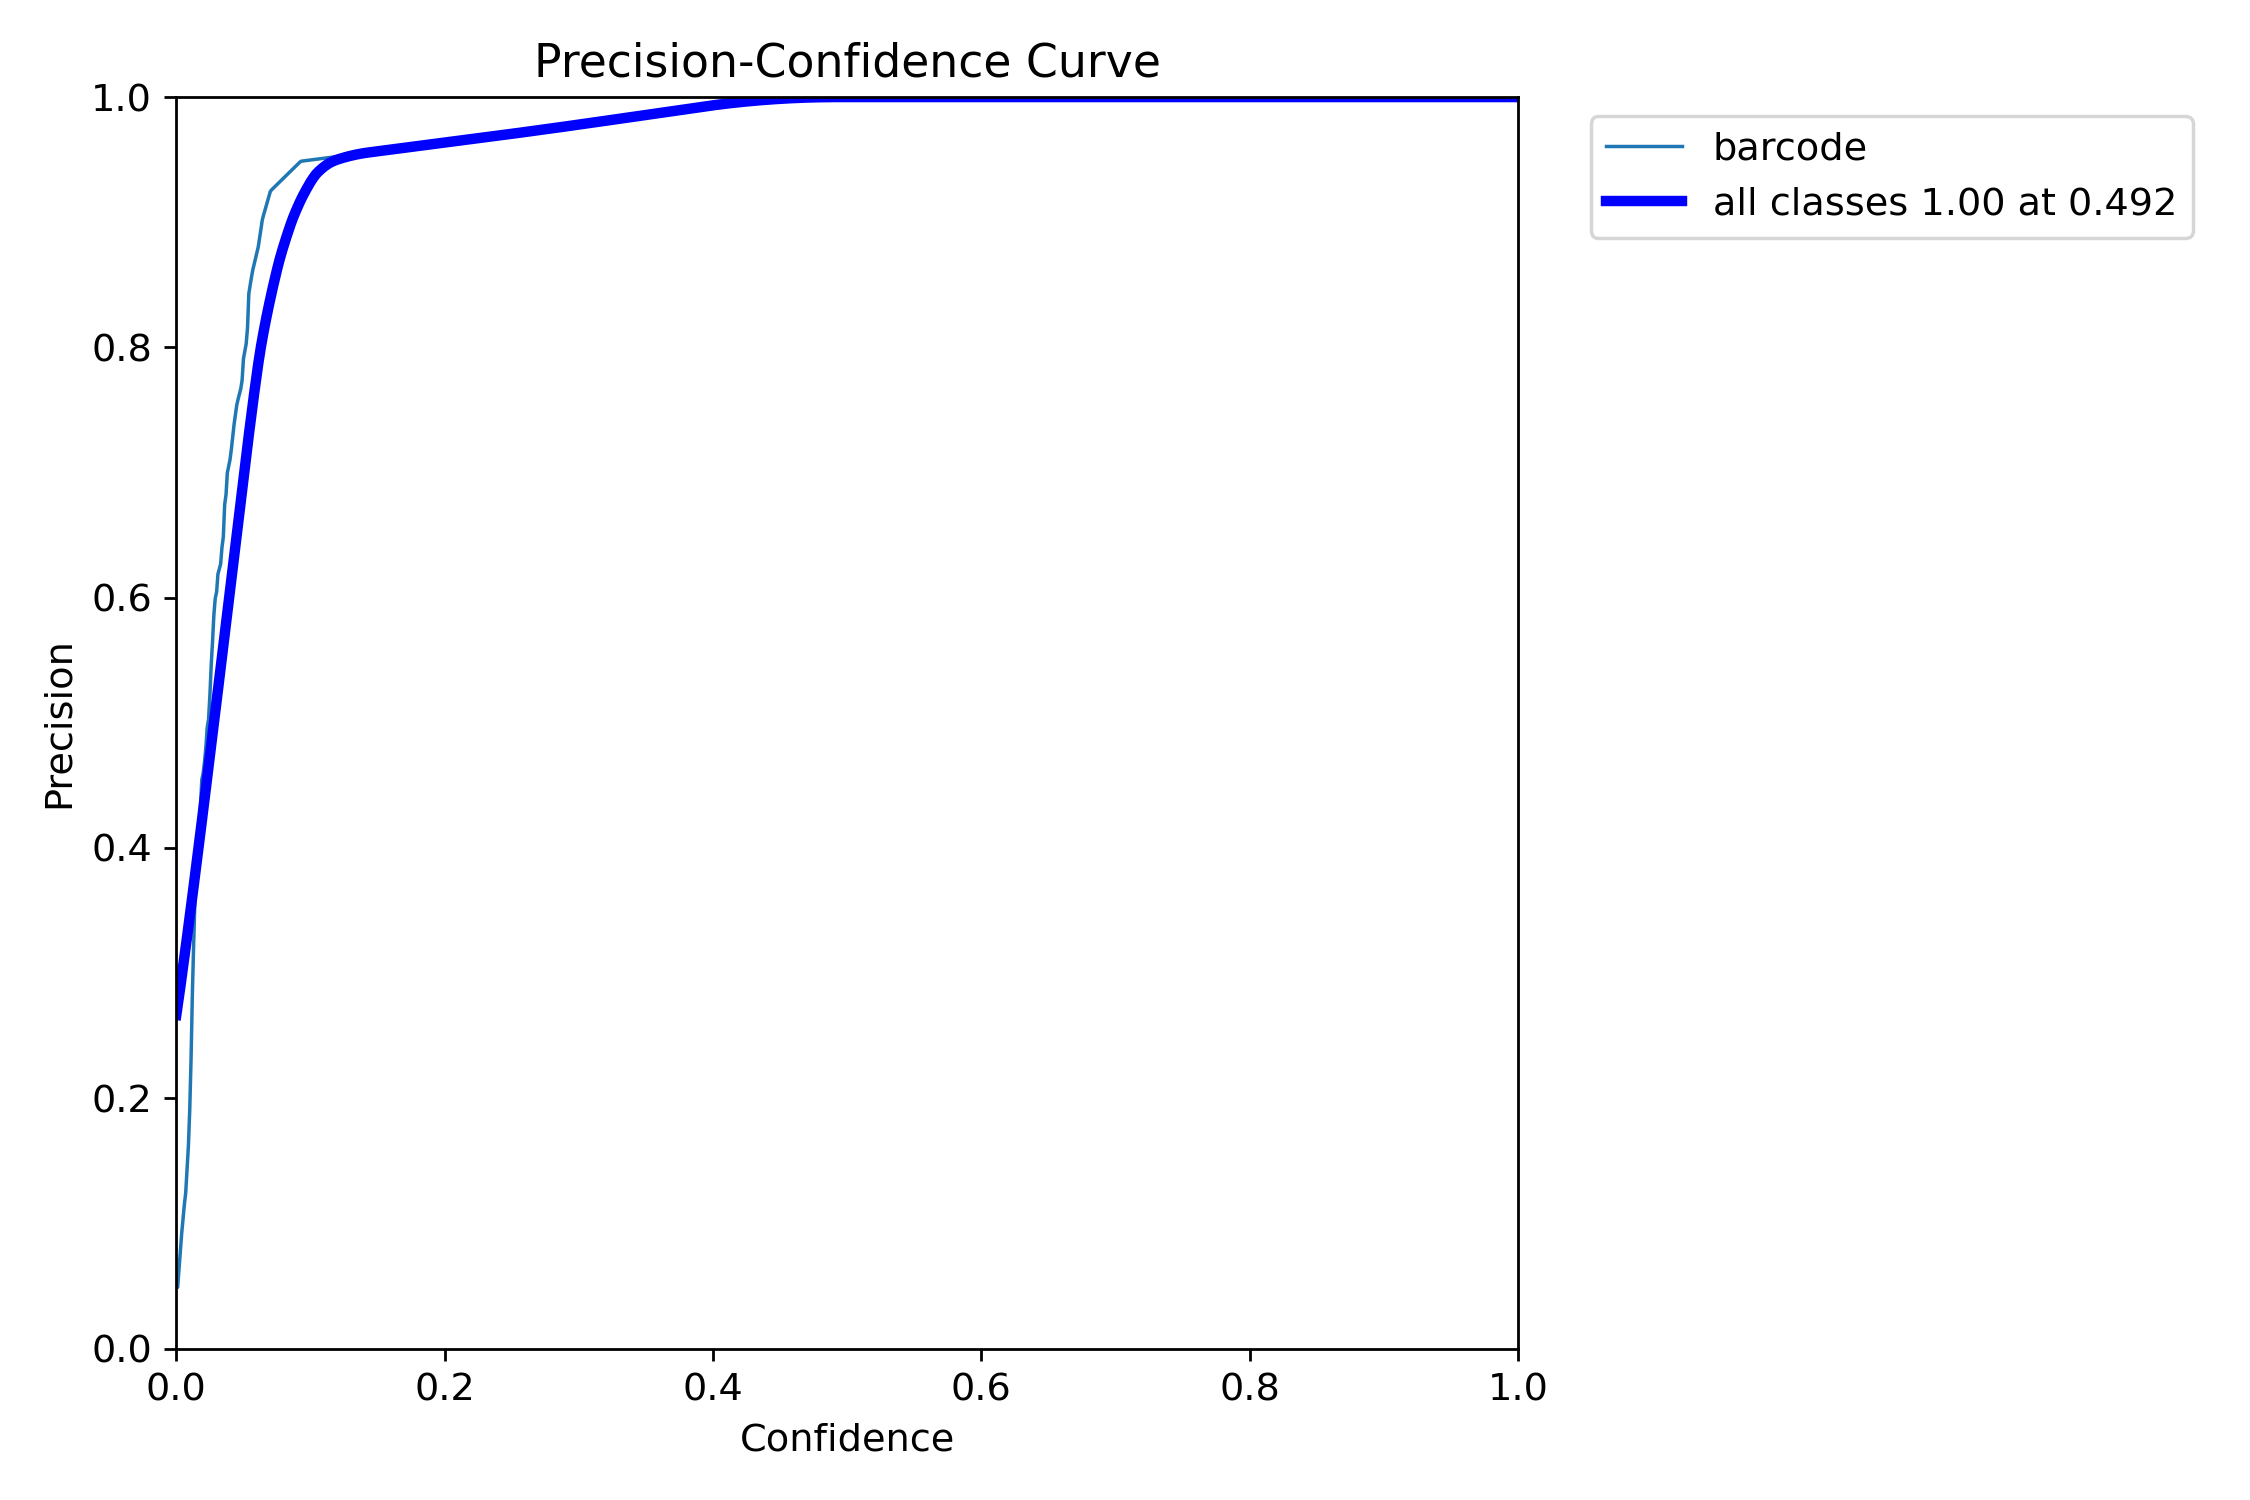 Precision-Confidence Curve
1.0
0.8
0.6
0.4
0.2
0.0
Precision
0.0 0.2 0.4 0.6 0.8 1.0
Confidence
barcode
all classes 1.00 at 0.492